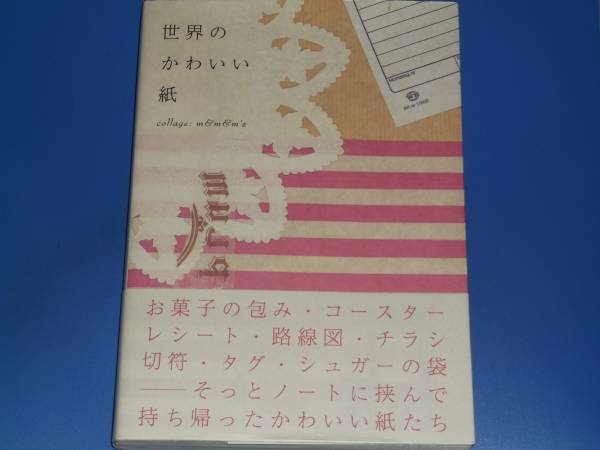 世界の
かわいい
紙
collage: m&m&m's
お菓子の包み・コースター
レシート・路線図・チラシ
切符・タグ・シュガーの袋
──そっとノートに挟んで
持ち帰ったかわいい紙たち